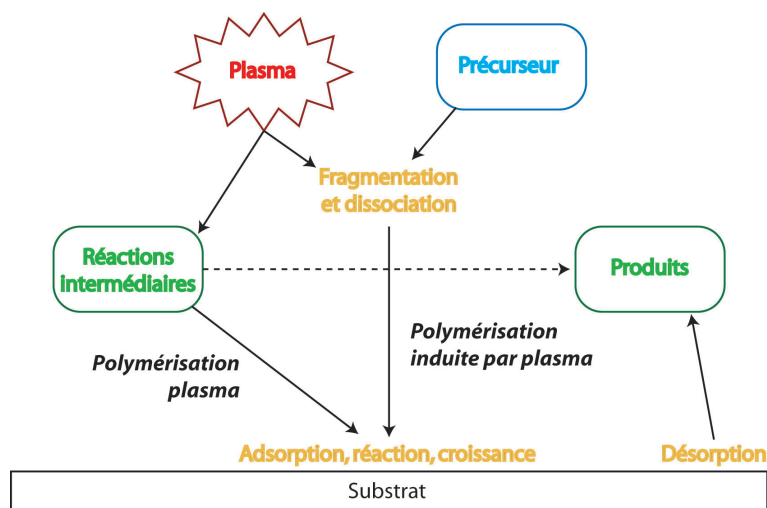 Plasma
Précurseur
Fragmentation
et dissociation
Réactions
intermédiaires
Produits
Polymérisation
plasma
Polymérisation
induite par plasma
Adsorption, réaction, croissance
Désorption
Substrat